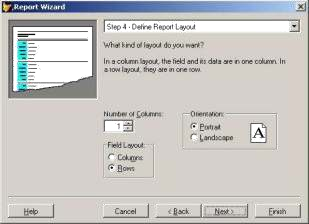 Report Wizard
Step 4 - Define Report Layout
What kind of layout do you want?
In a column layout, the field and its data are in one column. In
a row layout, they are in one row.
Number of Columns:
1
Orientation:
Portrait
Landscape
A
Field Layout:
Columns
Rows
Help
Cancel
< Back
Next >
Finish